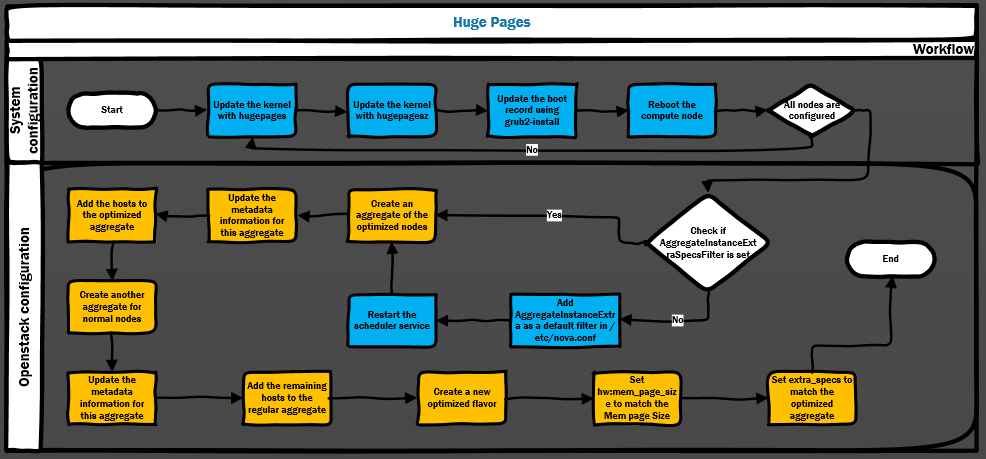 Huge Pages
Workflow
System
configuration
Start
Update the kernel
with hugepages
Update the kernel
with hugepagesz
Update the boot
record using
grub2-install
Reboot the
compute node
All nodes are
configured
No
Openstack configuration
Add the hosts to
the optimized
aggregate
Update the
metadata
information for
this aggregate
Create an
aggregate of the
optimized nodes
Yes
Check if
AggregateInstanceExt
raSpecsFilter is set
End
Create another
aggregate for
normal nodes
Restart the
scheduler service
Add
AggregateInstanceExtr
a as a default filter in /
etc/nova.conf
No
Update the
metadata
information for
this aggregate
Add the remaining
hosts to the
regular aggregate
Create a new
optimized flavor
Set
hw:mem_page_siz
e to match the
Mem page Size
Set extra_specs to
match the
optimized
aggregate